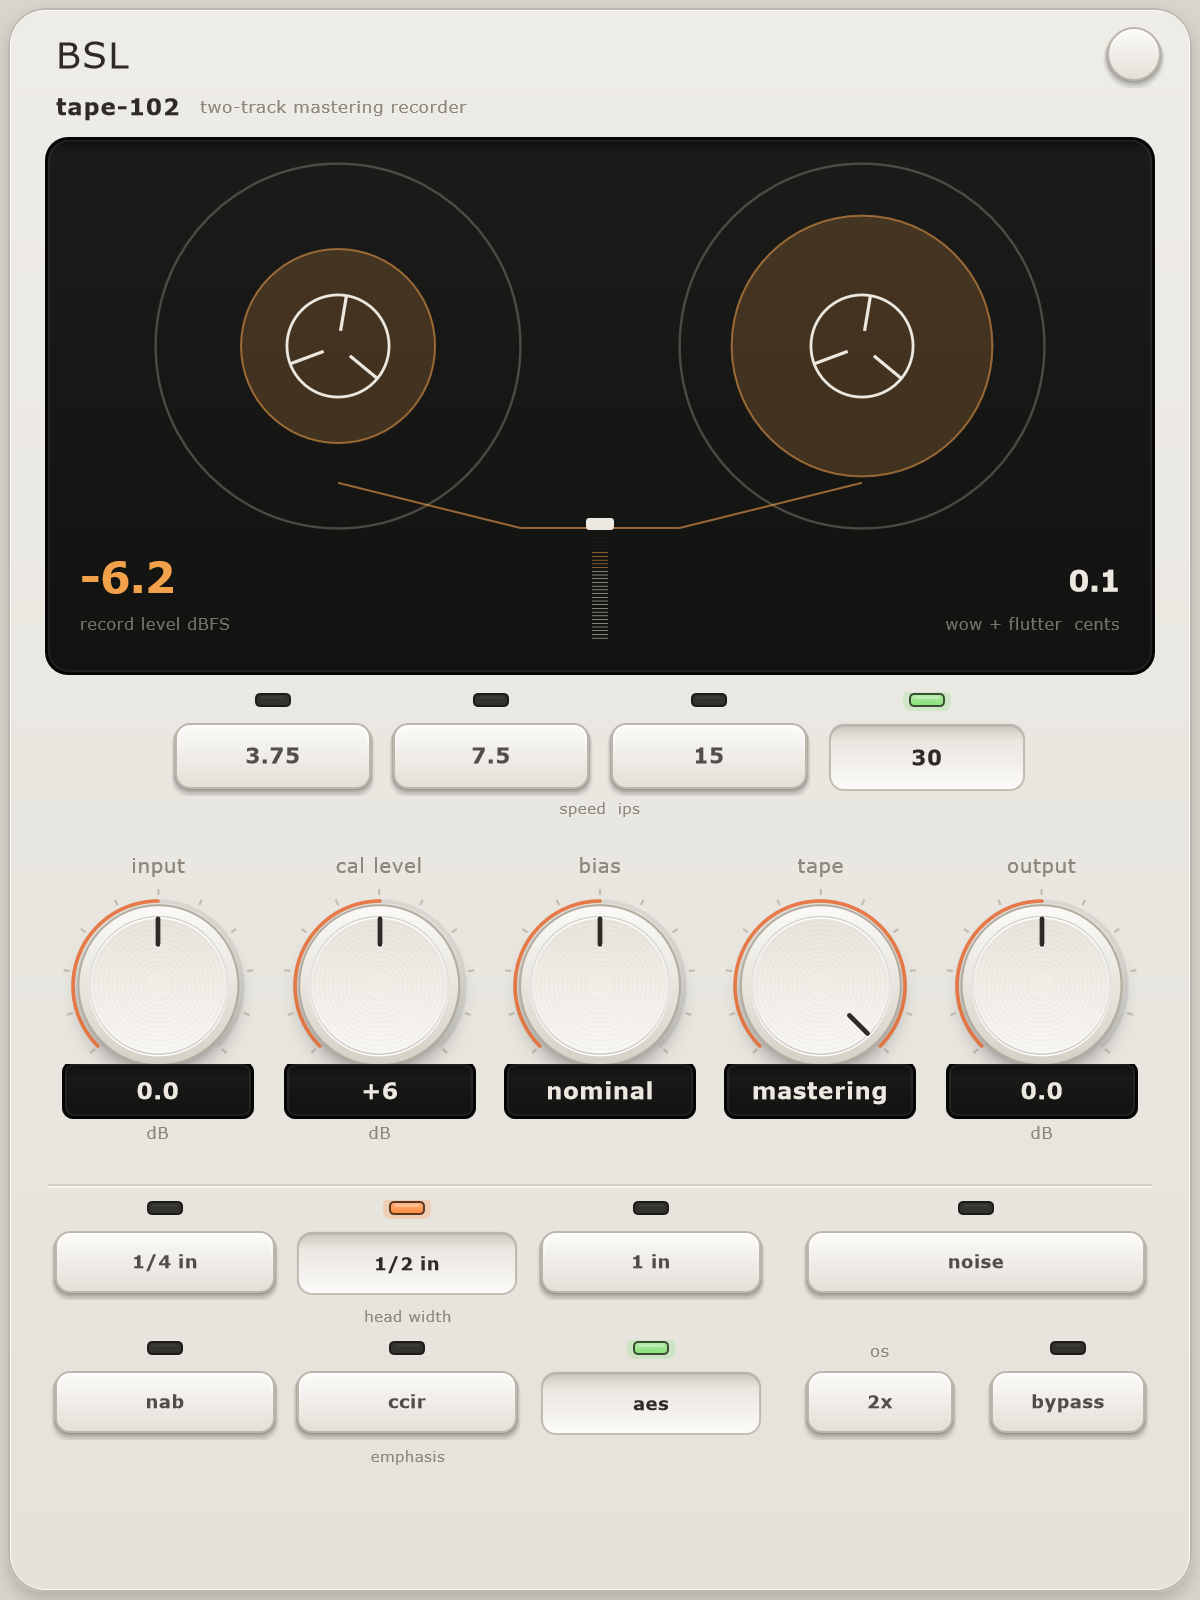 BSL
tape-102 two-track mastering recorder
-6.2
record level dBFS
0.1
wow + flutter cents
3.75 7.5 15 30
speed ips
input cal level bias tape output
0.0 +6 nominal mastering 0.0
dB dB dB
1/4 in 1/2 in 1 in noise
head width
os
nab ccir aes 2x bypass
emphasis